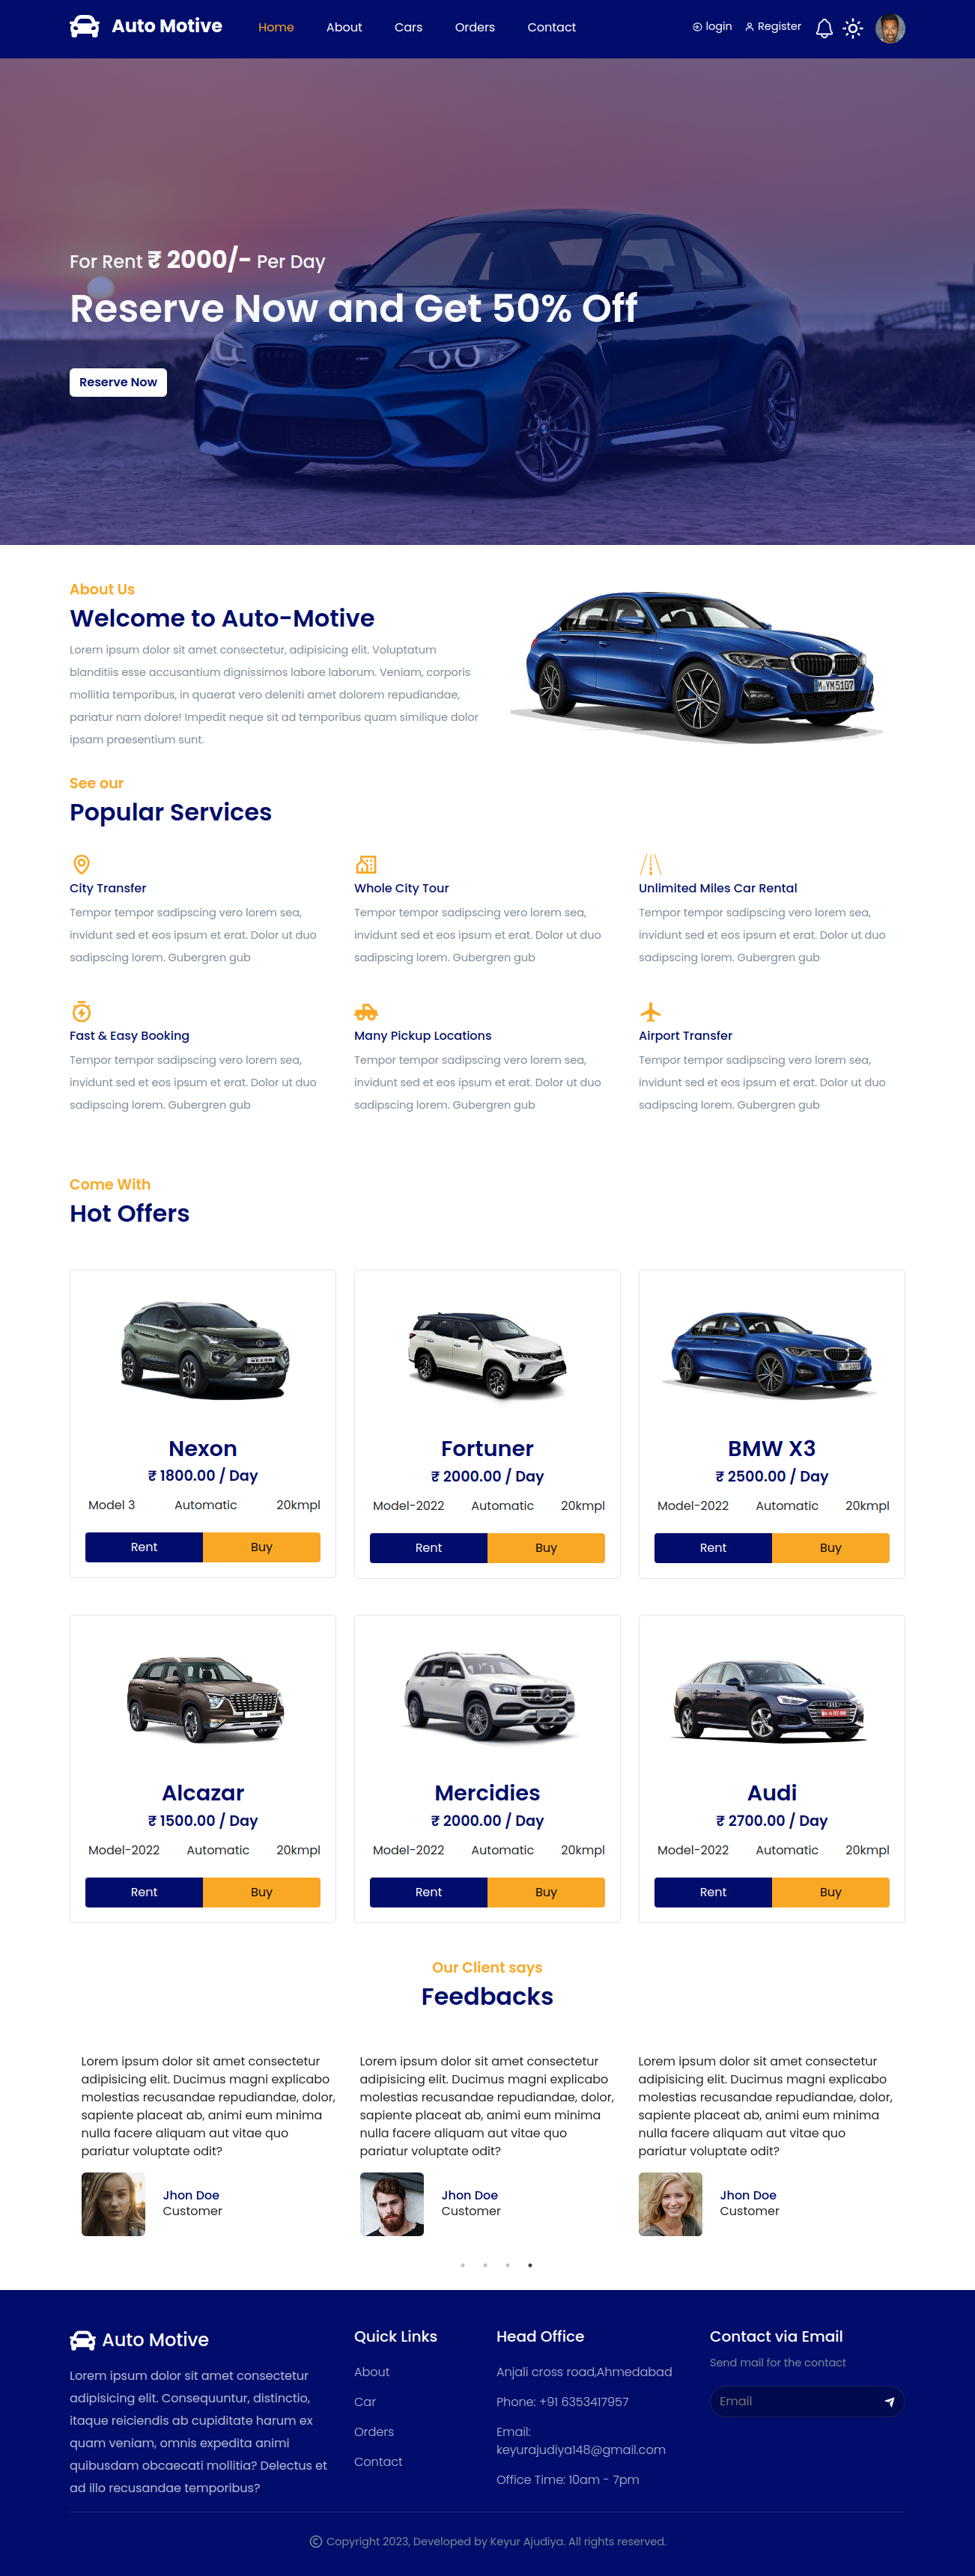 Auto Motive
Home About Cars Orders Contact
login Register
For Rent ₹ 2000/- Per Day
Reserve Now and Get 50% Off
Reserve Now
About Us
Welcome to Auto-Motive
Lorem ipsum dolor sit amet consectetur, adipisicing elit. Voluptatum
blanditiis esse accusantium dignissimos labore laborum. Veniam, corporis
mollitia temporibus, in quaerat vero deleniti amet dolorem repudiandae,
pariatur nam dolore! Impedit neque sit ad temporibus quam similique dolor
ipsam praesentium sunt.
M YM 5107
See our
Popular Services
City Transfer
Tempor tempor sadipscing vero lorem sea,
invidunt sed et eos ipsum et erat. Dolor ut duo
sadipscing lorem. Gubergren gub
Whole City Tour
Tempor tempor sadipscing vero lorem sea,
invidunt sed et eos ipsum et erat. Dolor ut duo
sadipscing lorem. Gubergren gub
Unlimited Miles Car Rental
Tempor tempor sadipscing vero lorem sea,
invidunt sed et eos ipsum et erat. Dolor ut duo
sadipscing lorem. Gubergren gub
Fast & Easy Booking
Tempor tempor sadipscing vero lorem sea,
invidunt sed et eos ipsum et erat. Dolor ut duo
sadipscing lorem. Gubergren gub
Many Pickup Locations
Tempor tempor sadipscing vero lorem sea,
invidunt sed et eos ipsum et erat. Dolor ut duo
sadipscing lorem. Gubergren gub
Airport Transfer
Tempor tempor sadipscing vero lorem sea,
invidunt sed et eos ipsum et erat. Dolor ut duo
sadipscing lorem. Gubergren gub
Come With
Hot Offers
NEXON
Nexon
₹ 1800.00 / Day
Model 3 Automatic 20kmpl
Rent Buy
Fortuner
₹ 2000.00 / Day
Model-2022 Automatic 20kmpl
Rent Buy
BMW X3
₹ 2500.00 / Day
Model-2022 Automatic 20kmpl
Rent Buy
Alcazar
₹ 1500.00 / Day
Model-2022 Automatic 20kmpl
Rent Buy
Mercidies
₹ 2000.00 / Day
Model-2022 Automatic 20kmpl
Rent Buy
Audi
₹ 2700.00 / Day
Model-2022 Automatic 20kmpl
Rent Buy
Our Client says
Feedbacks
Lorem ipsum dolor sit amet consectetur
adipisicing elit. Ducimus magni explicabo
molestias recusandae repudiandae, dolor,
sapiente placeat ab, animi eum minima
nulla facere aliquam aut vitae quo
pariatur voluptate odit?
Jhon Doe
Customer
Lorem ipsum dolor sit amet consectetur
adipisicing elit. Ducimus magni explicabo
molestias recusandae repudiandae, dolor,
sapiente placeat ab, animi eum minima
nulla facere aliquam aut vitae quo
pariatur voluptate odit?
Jhon Doe
Customer
Lorem ipsum dolor sit amet consectetur
adipisicing elit. Ducimus magni explicabo
molestias recusandae repudiandae, dolor,
sapiente placeat ab, animi eum minima
nulla facere aliquam aut vitae quo
pariatur voluptate odit?
Jhon Doe
Customer
Auto Motive
Lorem ipsum dolor sit amet consectetur
adipisicing elit. Consequuntur, distinctio,
itaque reiciendis ab cupiditate harum ex
quam veniam, omnis expedita animi
quibusdam obcaecati mollitia? Delectus et
ad illo recusandae temporibus?
Quick Links
About
Car
Orders
Contact
Head Office
Anjali cross road,Ahmedabad
Phone: +91 6353417957
Email:
keyurajudiya148@gmail.com
Office Time: 10am - 7pm
Contact via Email
Send mail for the contact
Email
© Copyright 2023, Developed by Keyur Ajudiya. All rights reserved.